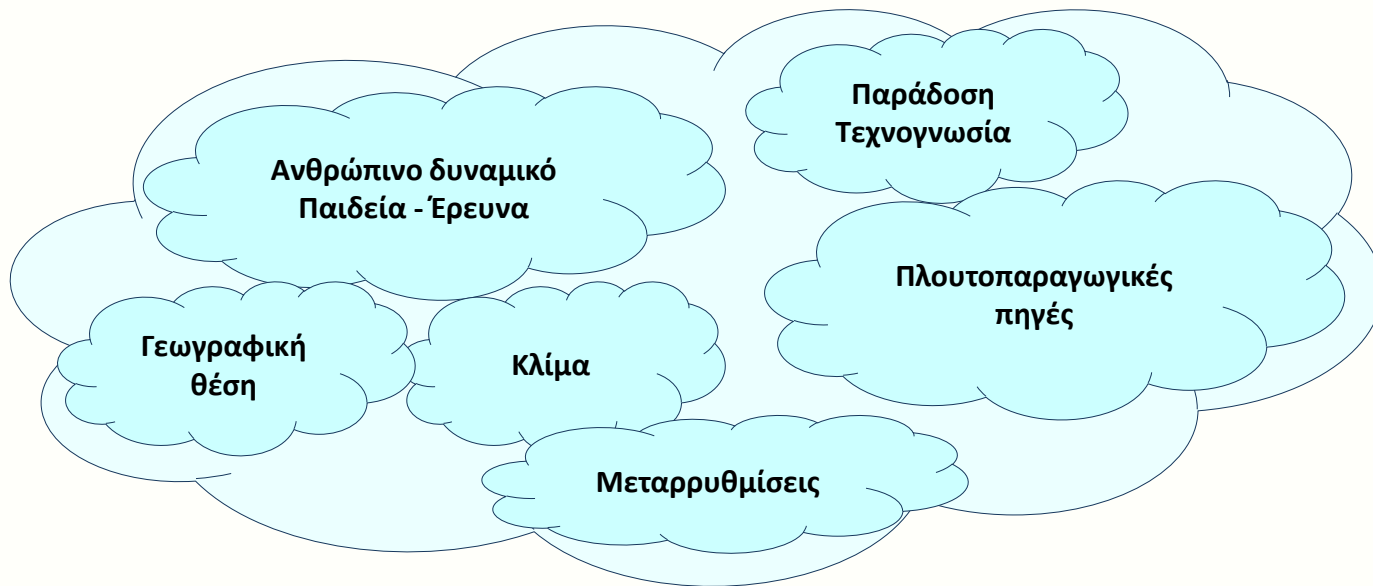 Παράδοση
Τεχνογνωσία
Ανθρώπινο δυναμικό
Παιδεία - Έρευνα
Πλουτοπαραγωγικές
πηγές
Γεωγραφική
θέση
Κλίμα
Μεταρρυθμίσεις